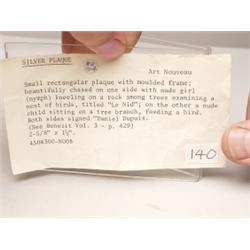 SILVER PLAQUE
Art Nouveau
Small rectangular plaque with moulded frame;
beautifully chased on one side with nude girl
(nymph) kneeling on a rock among trees examining a
nest of birds, titled "Le Nid"; on the other a nude
child sitting on a tree branch, feeding a bird.
Both sides signed "Daniel Dupuis.
(See Benezit Vol. 3 - p. 429)
2-5/8" x 1¾".
140